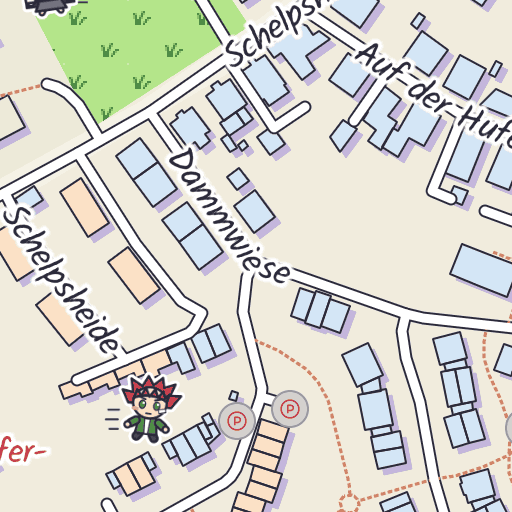 Schelpsh
Auf-der-Hufe
Dammwiese
Schelpsheide
fer-
P
P